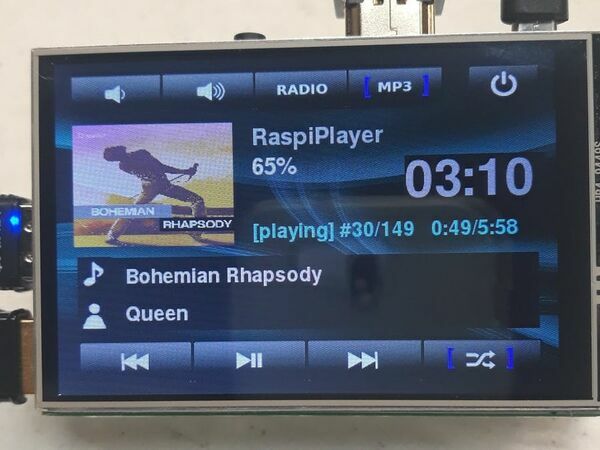 RADIO [ MP3 ]
RaspiPlayer
65%
03:10
BOHEMIAN
RHAPSODY
[playing] #30/149 0:49/5:58
Bohemian Rhapsody
Queen